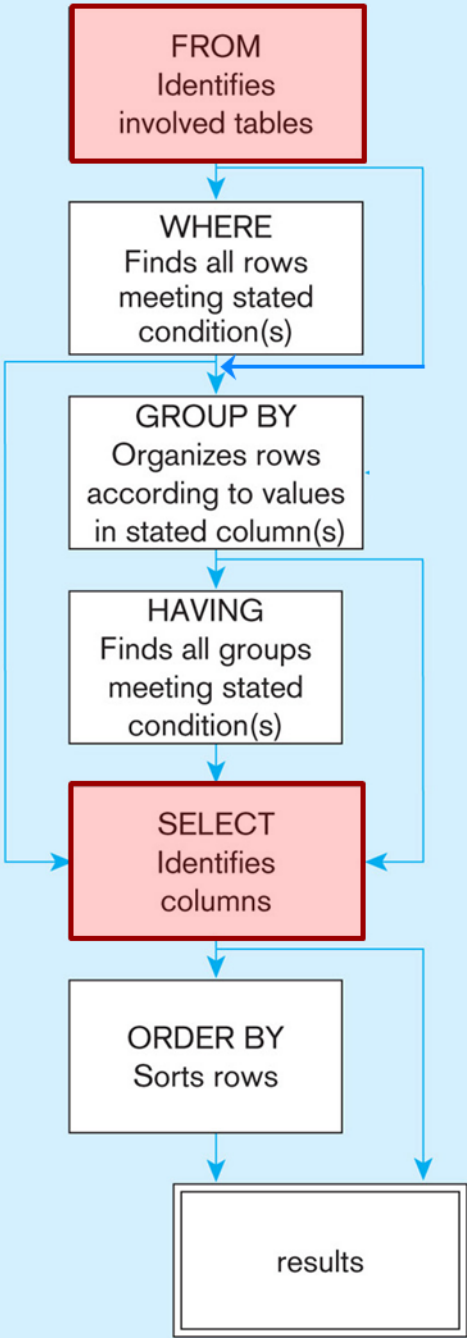 FROM
Identifies
involved tables
WHERE
Finds all rows
meeting stated
condition(s)
GROUP BY
Organizes rows
according to values
in stated column(s)
HAVING
Finds all groups
meeting stated
condition(s)
SELECT
Identifies
columns
ORDER BY
Sorts rows
results